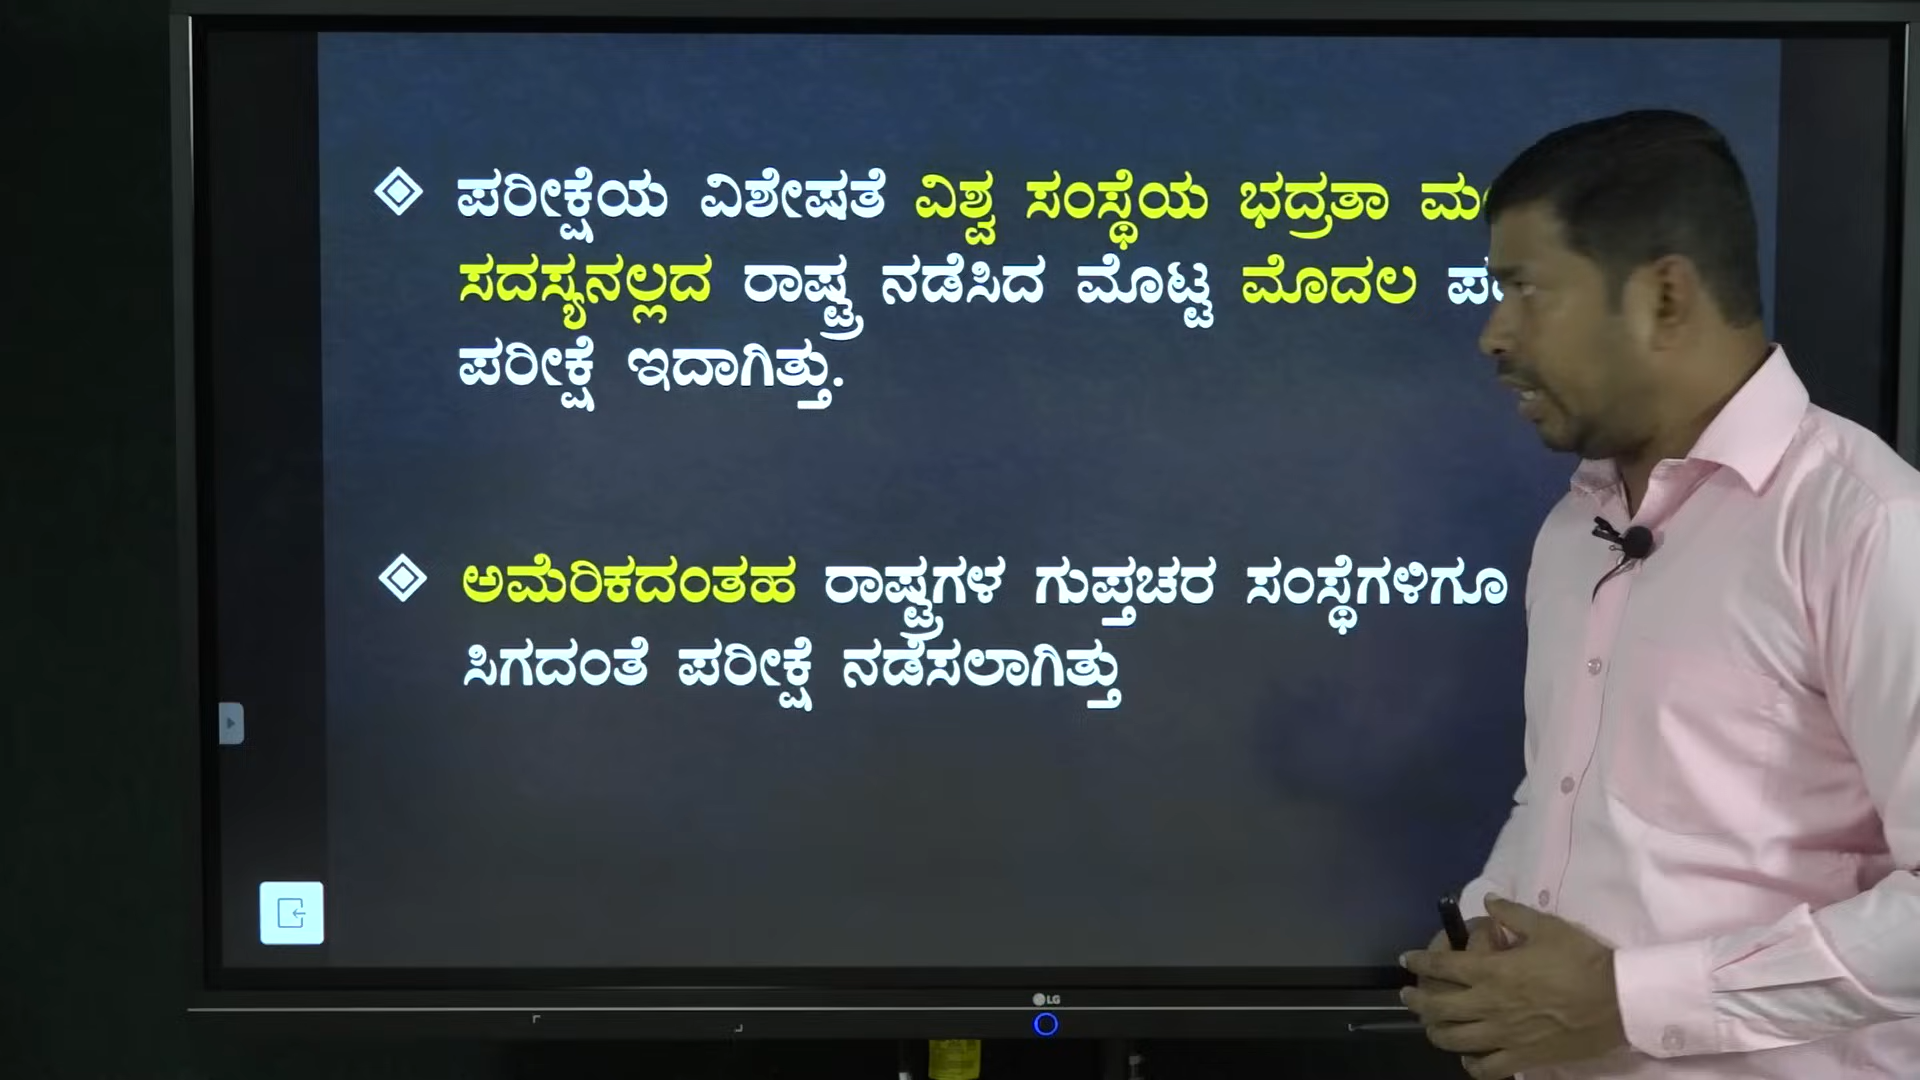 ಪರೀಕ್ಷೆಯ ವಿಶೇಷತೆ ವಿಶ್ವ ಸಂಸ್ಥೆಯ ಭದ್ರತಾ
ಸದಸ್ಯನಲ್ಲದ ರಾಷ್ಟ್ರ ನಡೆಸಿದ ಮೊಟ್ಟ ಮೊದಲ
ಪರೀಕ್ಷೆ ಇದಾಗಿತ್ತು.
ಅಮೆರಿಕದಂತಹ ರಾಷ್ಟ್ರಗಳ ಗುಪ್ತಚರ ಸಂಸ್ಥೆಗಳಿಗೂ
ಸಿಗದಂತೆ ಪರೀಕ್ಷೆ ನಡೆಸಲಾಗಿತ್ತು
LG